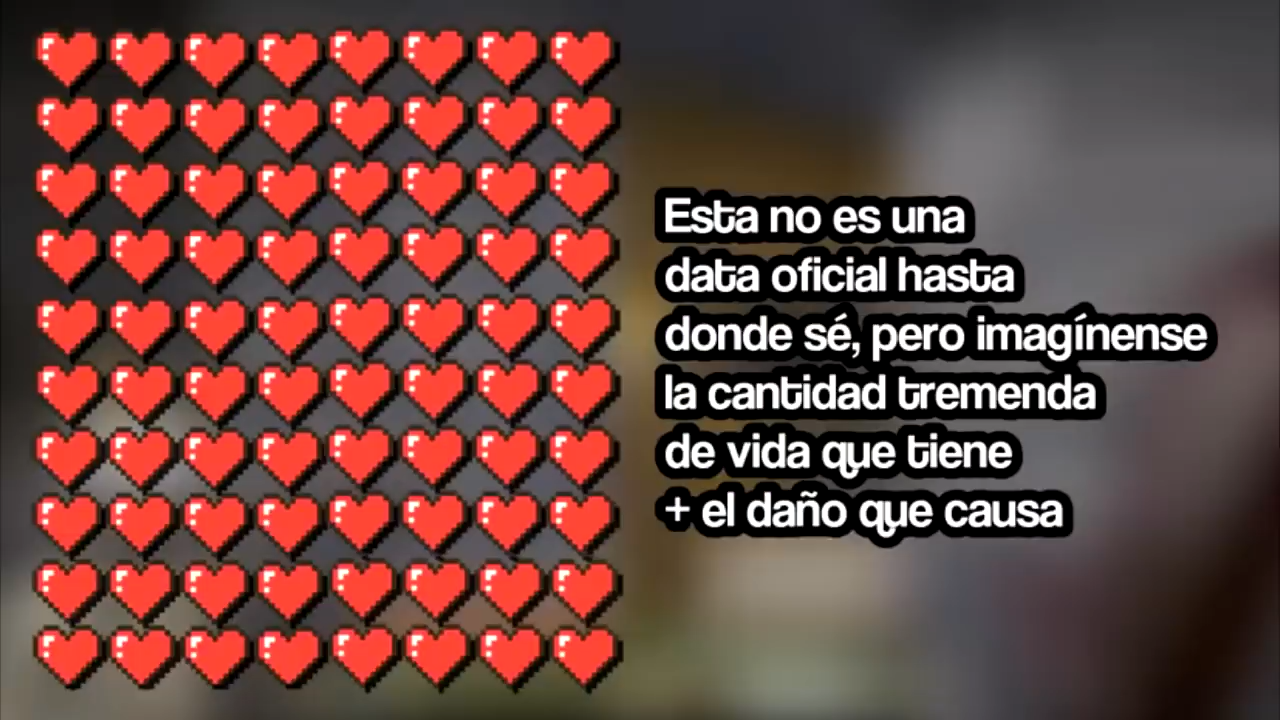 Esta no es una
data oficial hasta
donde sé, pero imagínense
la cantidad tremenda
de vida que tiene
+ el daño que causa